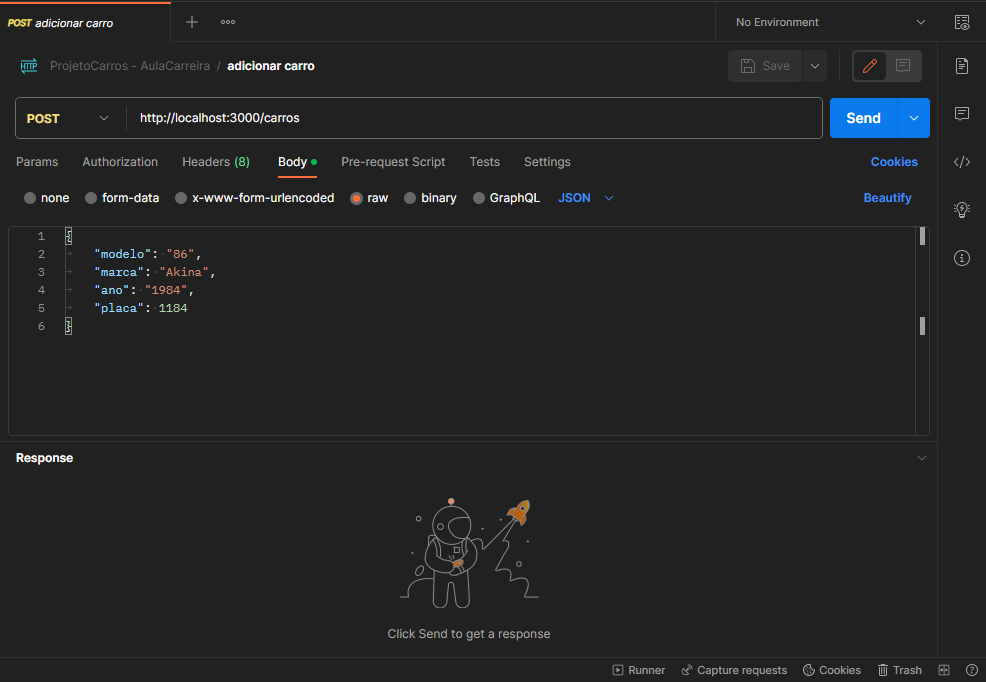 POST adicionar carro
No Environment
HTTP ProjetoCarros - AulaCarreira / adicionar carro
Save
POST http://localhost:3000/carros Send
Params Authorization Headers (8) Body Pre-request Script Tests Settings Cookies
none form-data x-www-form-urlencoded raw binary GraphQL JSON Beautify
1 {
2 "modelo": "86",
3 "marca": "Akina",
4 "ano": "1984",
5 "placa": 1184
6 }
Response
Click Send to get a response
Runner Capture requests Cookies Trash